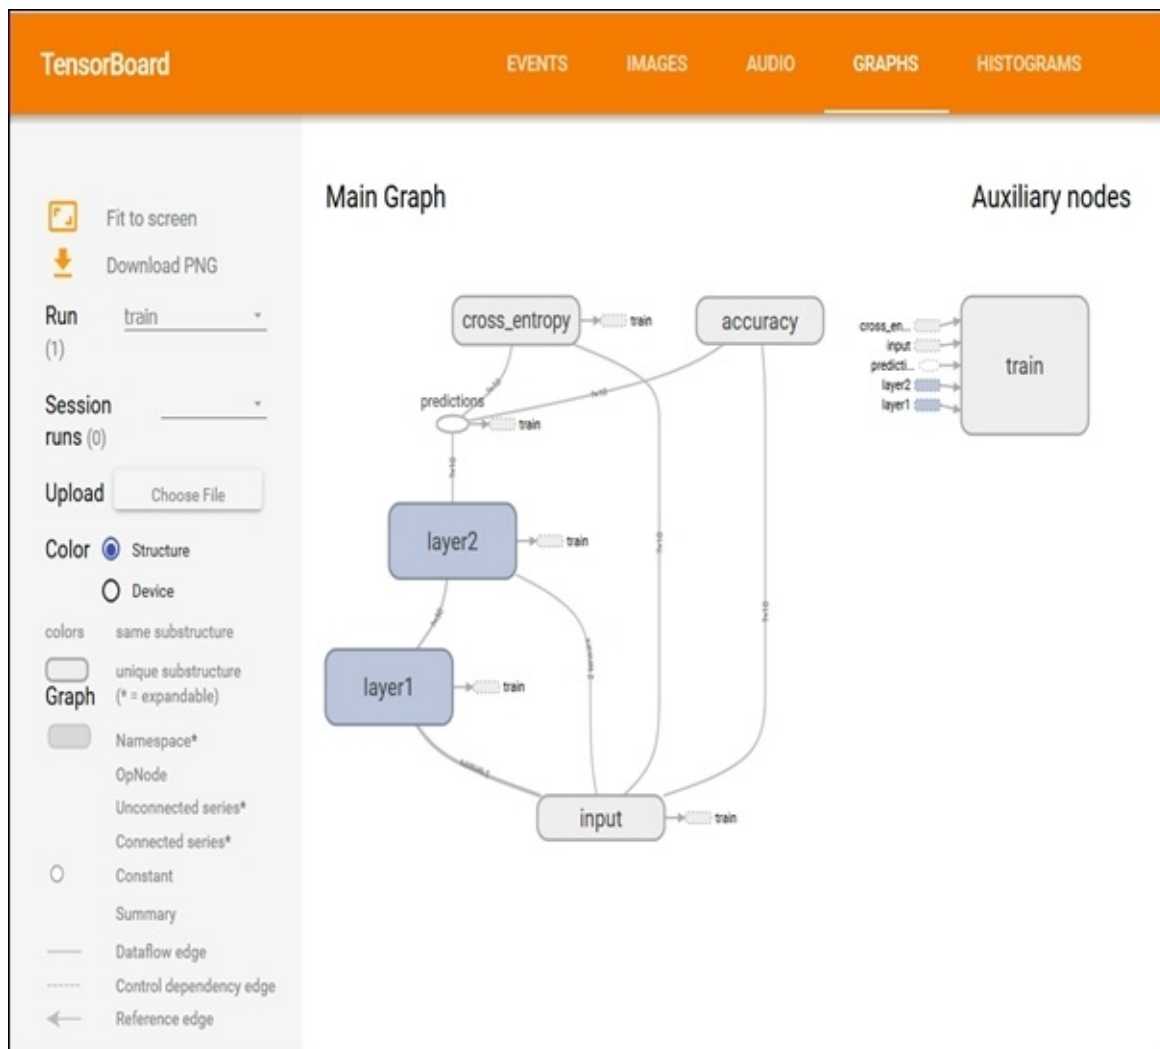 TensorBoard
EVENTS
IMAGES
AUDIO
GRAPHS
HISTOGRAMS
Fit to screen
Download PNG
Run
(1)
train
Session
runs (0)
Upload
Choose File
Color
Structure
Device
colors
same substructure
unique substructure
Graph
(* = expandable)
Namespace*
OpNode
Unconnected series*
Connected series*
Constant
Summary
Dataflow edge
Control dependency edge
Reference edge
Main Graph
Auxiliary nodes
cross_entropy
train
accuracy
predictions
train
layer2
train
layer1
train
input
train
cross_en...
input
predicti...
layer2
layer1
train